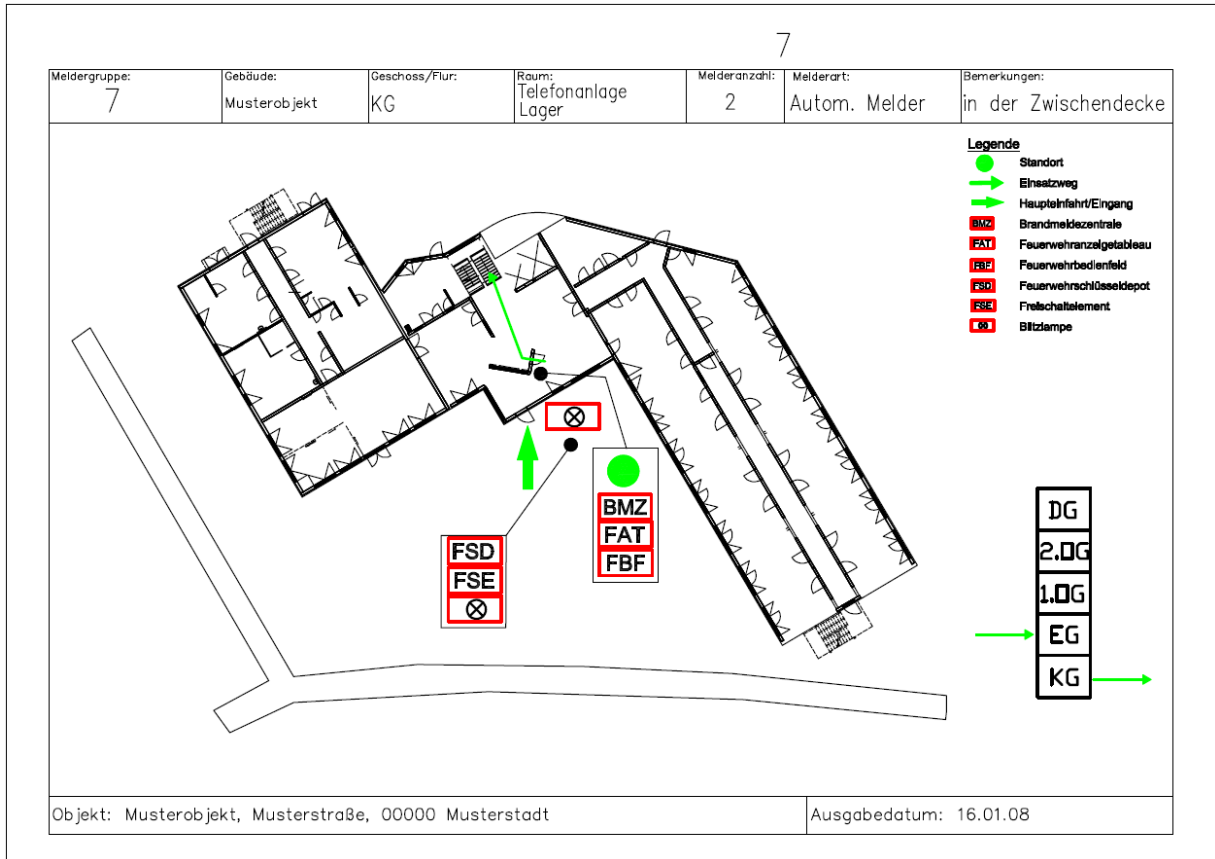 7
Meldergruppe:
7
Gebäude:
Musterobjekt
Geschoss/Flur:
KG
Raum:
Telefonanlage
Lager
Melderanzahl:
2
Melderart:
Autom. Melder
Bemerkungen:
in der Zwischendecke
Legende
Standort
Einsatzweg
Haupteinfahrt/Eingang
BMZ Brandmeldezentrale
FAT Feuerwehranzeigetableau
FBF Feuerwehrbedienfeld
FSD Feuerwehrschlüsseldepot
FSE Freischaltelement
Blitzlampe
BMZ
FAT
FBF
FSD
FSE
DG
2.OG
1.OG
EG
KG
Objekt: Musterobjekt, Musterstraße, 00000 Musterstadt
Ausgabedatum: 16.01.08